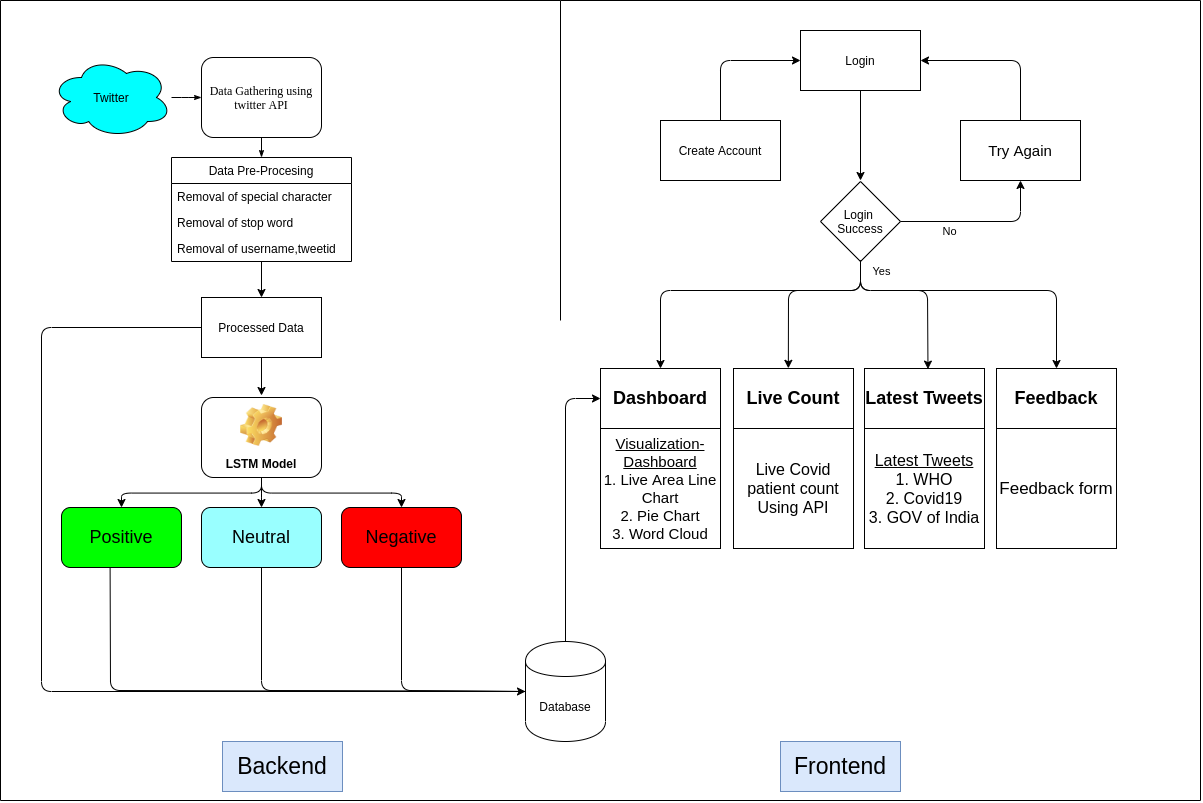 Twitter
Data Gathering using
twitter API
Data Pre-Procesing
Removal of special character
Removal of stop word
Removal of username,tweetid
Processed Data
LSTM Model
Positive
Neutral
Negative
Database
Backend
Login
Create Account
Try Again
Login
Success
No
Yes
Dashboard
Visualization-
Dashboard
1. Live Area Line
Chart
2. Pie Chart
3. Word Cloud
Live Count
Live Covid
patient count
Using API
Latest Tweets
Latest Tweets
1. WHO
2. Covid19
3. GOV of India
Feedback
Feedback form
Frontend